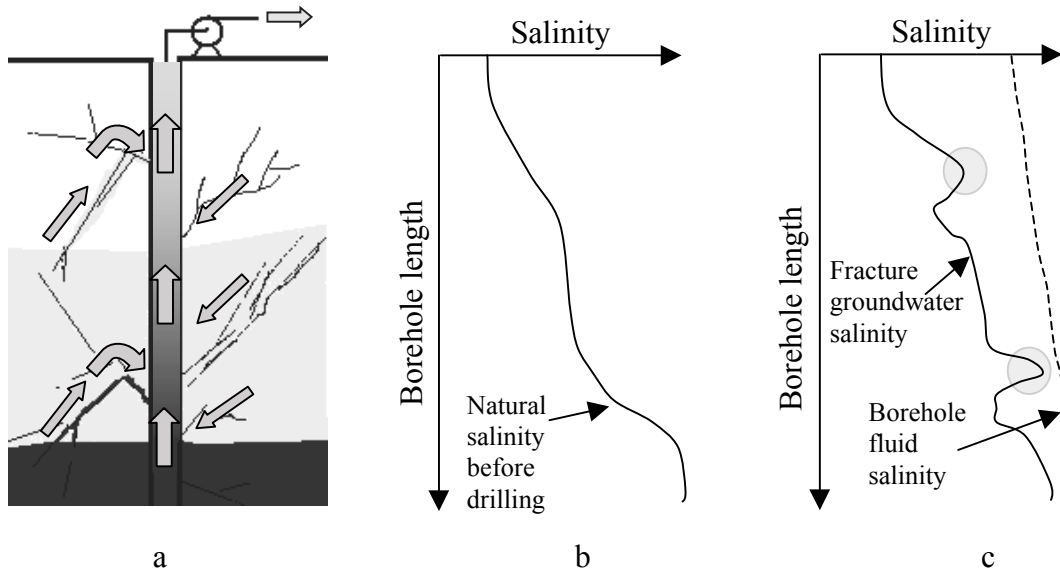 Salinity
Borehole length
Natural
salinity
before
drilling
Salinity
Borehole length
Fracture
groundwater
salinity
Borehole
fluid
salinity
a
b
c